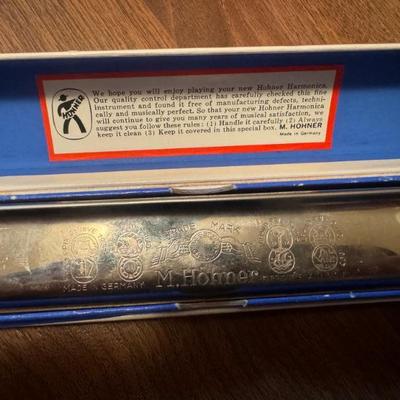 HOHNER
We hope you will enjoy playing your new Hohner Harmonica.
Our quality control department has carefully checked this fine
instrument and found it free of manufacturing defects, techni-
cally and musically perfect. So that your new Hohner Harmonica
will continue to give you many years of musical satisfaction, we
suggest you follow these rules: (1) Handle it carefully (2) Always
keep it clean (3) Keep it covered in this special box. M. HOHNER
Made in Germany
TRADE MARK
M. Hohner
MADE IN GERMANY